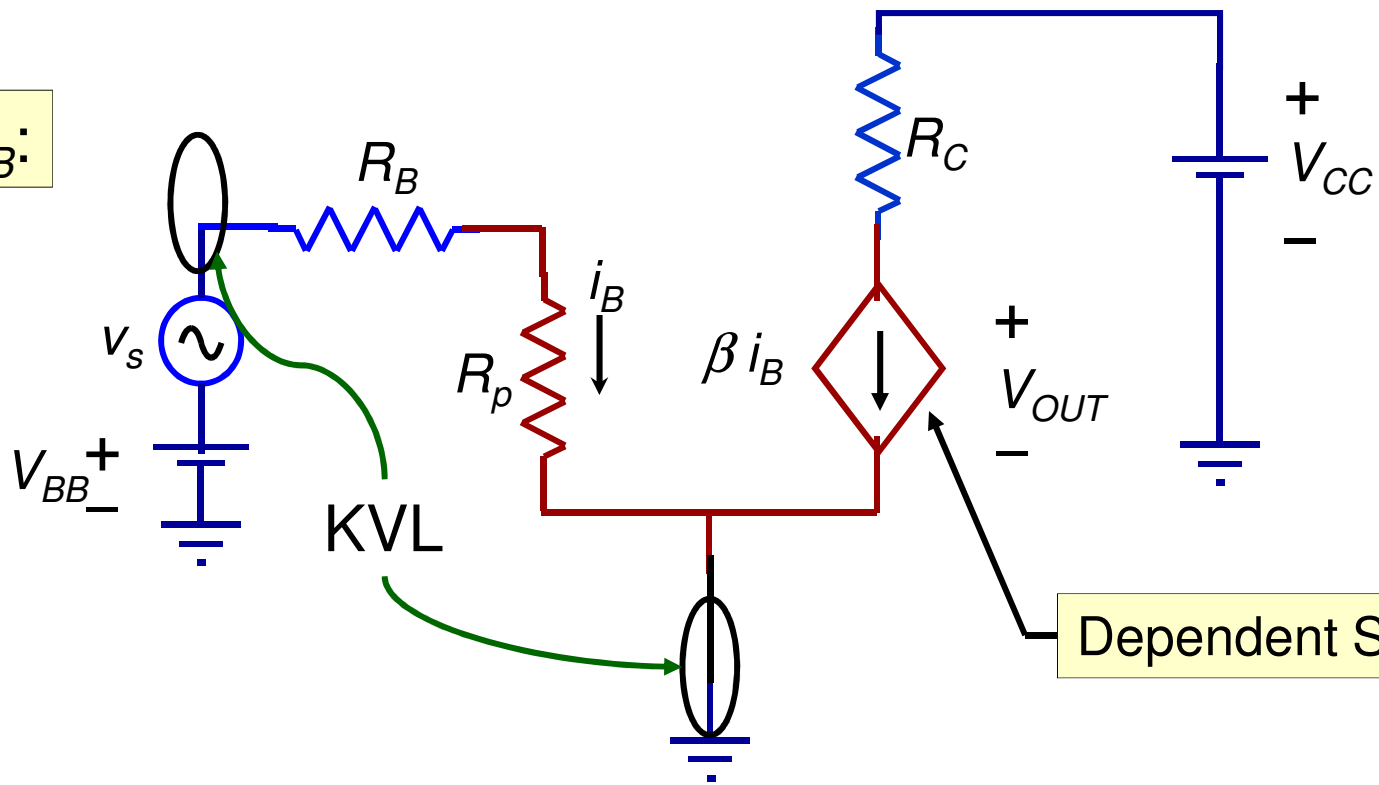 B:
R_B
R_C
+
V_CC
−
i_B
v_s
R_p
β i_B
+
V_OUT
−
V_BB
+
−
KVL
Dependent S